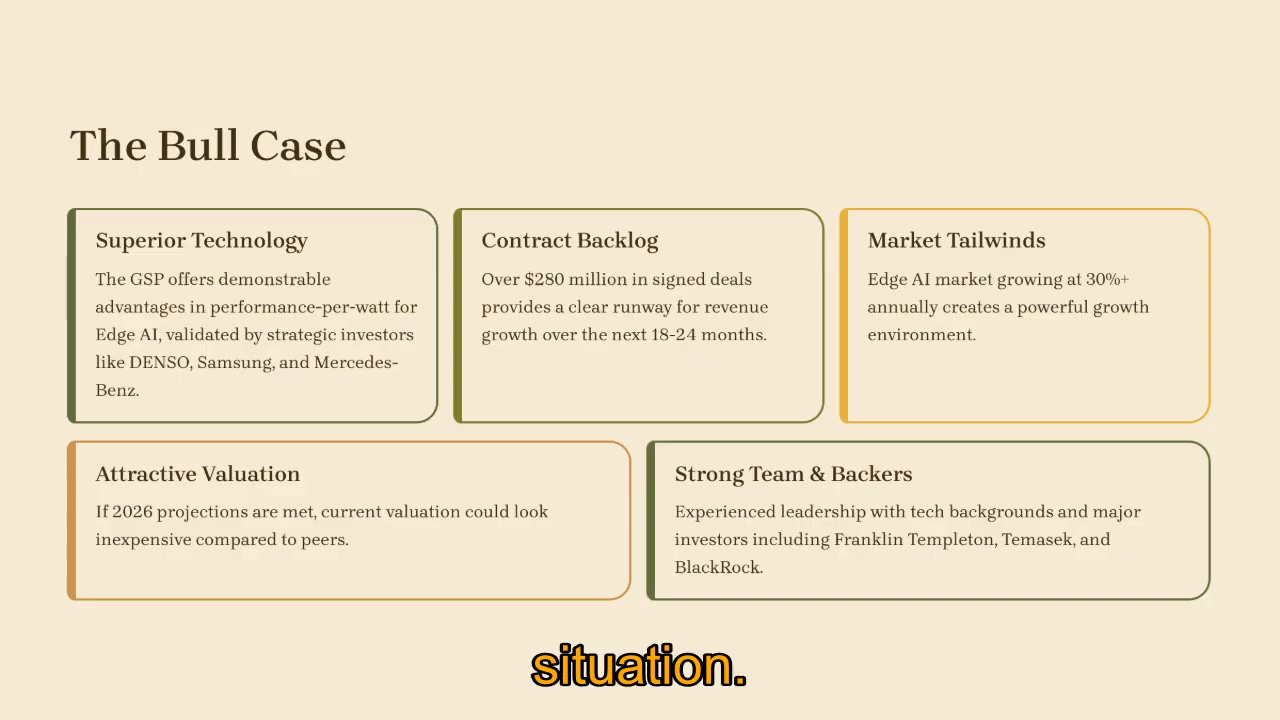 The Bull Case
Superior Technology
The GSP offers demonstrable
advantages in performance-per-watt for
Edge AI, validated by strategic investors
like DENSO, Samsung, and Mercedes-
Benz.
Contract Backlog
Over $280 million in signed deals
provides a clear runway for revenue
growth over the next 18-24 months.
Market Tailwinds
Edge AI market growing at 30%+
annually creates a powerful growth
environment.
Attractive Valuation
If 2026 projections are met, current valuation could look
inexpensive compared to peers.
Strong Team & Backers
Experienced leadership with tech backgrounds and major
investors including Franklin Templeton, Temasek, and
BlackRock.
situation.